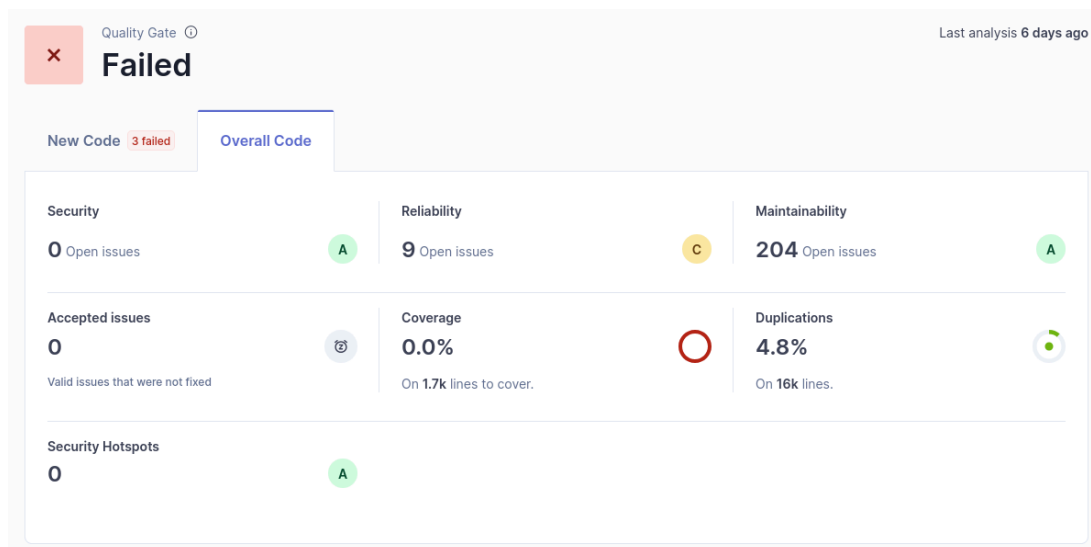 Quality Gate
Last analysis 6 days ago
Failed
New Code 3 failed
Overall Code
Security
0 Open issues
A
Reliability
9 Open issues
C
Maintainability
204 Open issues
A
Accepted issues
0
Valid issues that were not fixed
Coverage
0.0%
On 1.7k lines to cover.
Duplications
4.8%
On 16k lines.
Security Hotspots
0
A